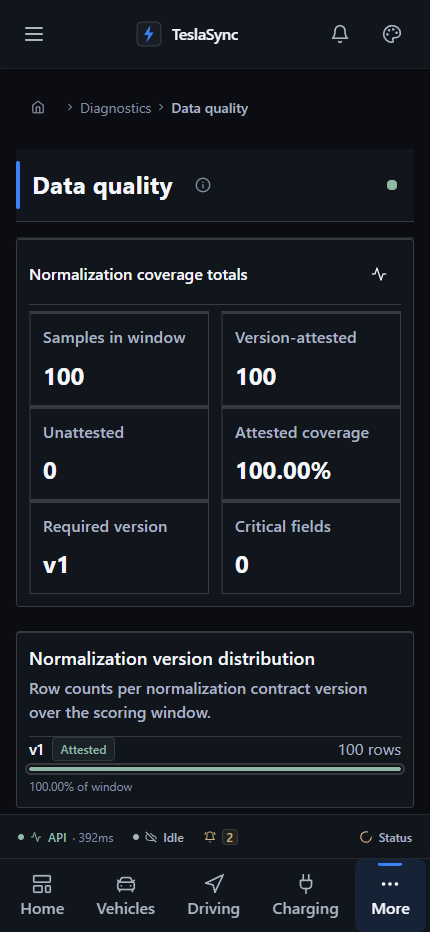 TeslaSync
Diagnostics
Data quality
Data quality
Normalization coverage totals
Samples in window
Version-attested
100
100
Unattested
Attested coverage
0
100.00%
Required version
Critical fields
v1
0
Normalization version distribution
Row counts per normalization contract version
over the scoring window.
v1 Attested 100 rows
100.00% of window
API · 392ms Idle 2 Status
Home Vehicles Driving Charging More